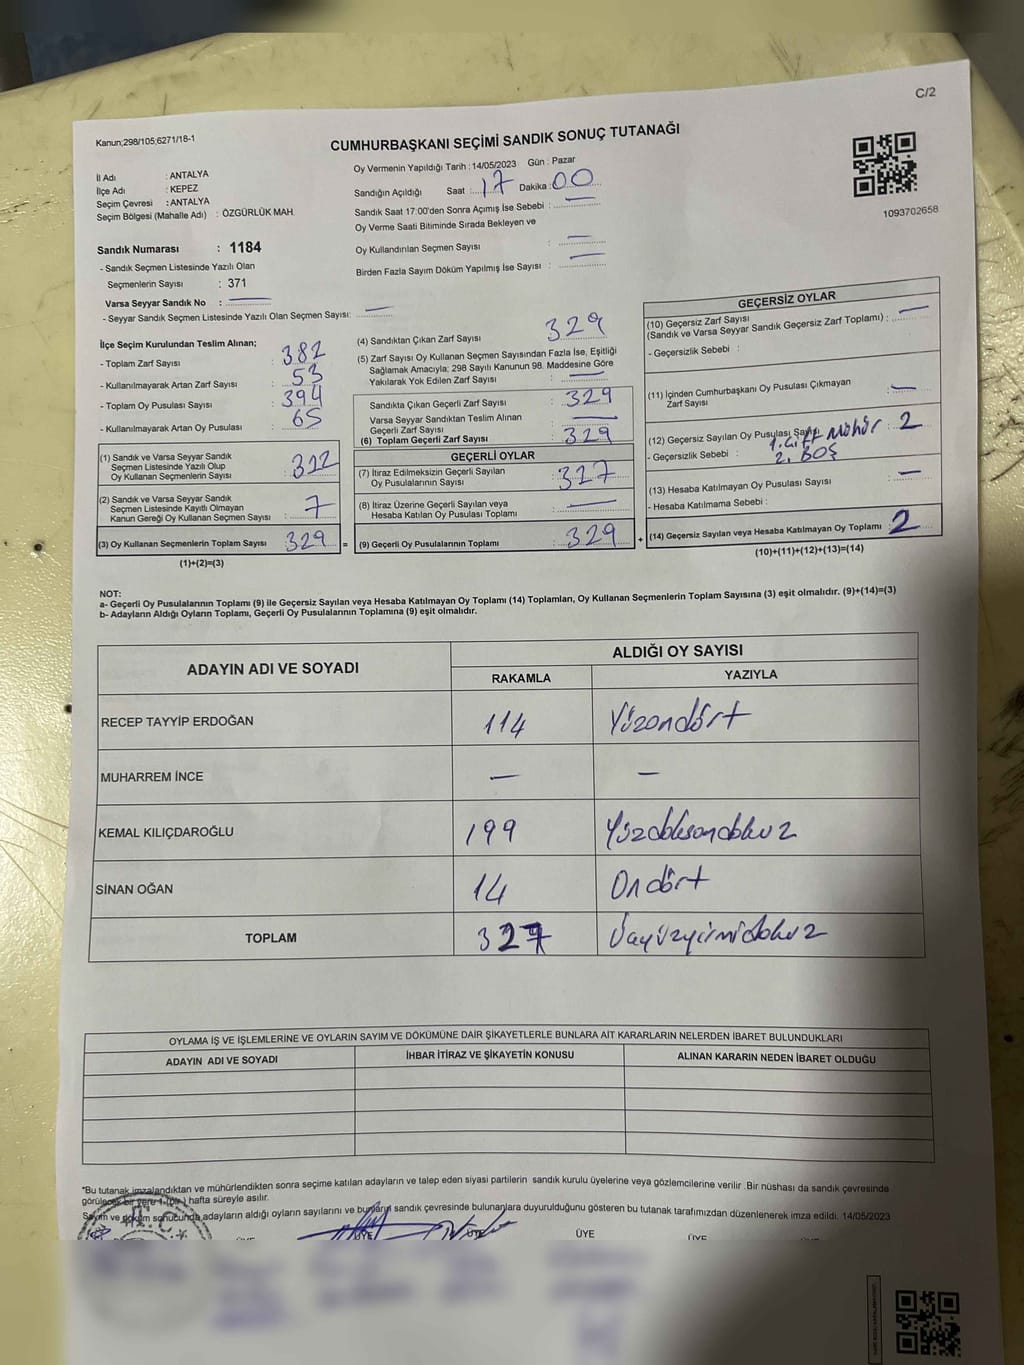 C/2
Kanun;298/105;6271/18-1
CUMHURBAŞKANI SEÇİMİ SANDIK SONUÇ TUTANAĞI
Oy Vermenin Yapıldığı Tarih : 14/05/2023 Gün : Pazar
İl Adı : ANTALYA
İlçe Adı : KEPEZ
Seçim Çevresi : ANTALYA
Seçim Bölgesi (Mahalle Adı) : ÖZGÜRLÜK MAH.
Sandık Numarası : 1184
- Sandık Seçmen Listesinde Yazılı Olan
Seçmenlerin Sayısı : 371
Varsa Seyyar Sandık No : —
- Seyyar Sandık Seçmen Listesinde Yazılı Olan Seçmen Sayısı: —
Sandığın Açıldığı Saat : 17 Dakika : 00
Sandık Saat 17:00'den Sonra Açımış İse Sebebi : —
Oy Verme Saati Bitiminde Sırada Bekleyen ve
Oy Kullandırılan Seçmen Sayısı : —
Birden Fazla Sayım Döküm Yapılmış İse Sayısı : —
1093702658
İlçe Seçim Kurulundan Teslim Alınan;
- Toplam Zarf Sayısı : 382
- Kullanılmayarak Artan Zarf Sayısı : 53
- Toplam Oy Pusulası Sayısı : 394
- Kullanılmayarak Artan Oy Pusulası : 65
(1) Sandık ve Varsa Seyyar Sandık
Seçmen Listesinde Yazılı Olup
Oy Kullanan Seçmenlerin Sayısı : 322
(2) Sandık ve Varsa Seyyar Sandık
Seçmen Listesinde Kayıtlı Olmayan
Kanun Gereği Oy Kullanan Seçmen Sayısı : 7
(3) Oy Kullanan Seçmenlerin Toplam Sayısı 329 =
(1)+(2)=(3)
(4) Sandıktan Çıkan Zarf Sayısı 329
(5) Zarf Sayısı Oy Kullanan Seçmen Sayısından Fazla İse, Eşitliği
Sağlamak Amacıyla; 298 Sayılı Kanunun 98. Maddesine Göre
Yakılarak Yok Edilen Zarf Sayısı : —
Sandıkta Çıkan Geçerli Zarf Sayısı : 329
Varsa Seyyar Sandıktan Teslim Alınan
Geçerli Zarf Sayısı : —
(6) Toplam Geçerli Zarf Sayısı : 329
GEÇERLİ OYLAR
(7) İtiraz Edilmeksizin Geçerli Sayılan
Oy Pusulalarının Sayısı : 327
(8) İtiraz Üzerine Geçerli Sayılan veya
Hesaba Katılan Oy Pusulası Toplamı : —
(9) Geçerli Oy Pusulalarının Toplamı : 329 +
GEÇERSİZ OYLAR
(10) Geçersiz Zarf Sayısı
(Sandık ve Varsa Seyyar Sandık Geçersiz Zarf Toplamı) : —
- Geçersizlik Sebebi :
(11) İçinden Cumhurbaşkanı Oy Pusulası Çıkmayan
Zarf Sayısı —
(12) Geçersiz Sayılan Oy Pusulası Sayısı : 2
- Geçersizlik Sebebi : 1. Çift Mühür
2. BOŞ
(13) Hesaba Katılmayan Oy Pusulası Sayısı : —
- Hesaba Katılmama Sebebi :
(14) Geçersiz Sayılan veya Hesaba Katılmayan Oy Toplamı : 2
(10)+(11)+(12)+(13)=(14)
NOT:
a- Geçerli Oy Pusulalarının Toplamı (9) ile Geçersiz Sayılan veya Hesaba Katılmayan Oy Toplamı (14) Toplamları, Oy Kullanan Seçmenlerin Toplam Sayısına (3) eşit olmalıdır. (9)+(14)=(3)
b- Adayların Aldığı Oyların Toplamı, Geçerli Oy Pusulalarının Toplamına (9) eşit olmalıdır.
ADAYIN ADI VE SOYADI ALDIĞI OY SAYISI
RAKAMLA YAZIYLA
RECEP TAYYİP ERDOĞAN 114 Yüzondört
MUHARREM İNCE — —
KEMAL KILIÇDAROĞLU 199 Yüzdoksandokuz
SİNAN OĞAN 14 Ondört
TOPLAM 327 Üçyüzyirmidokuz
OYLAMA İŞ VE İŞLEMLERİNE VE OYLARIN SAYIM VE DÖKÜMÜNE DAİR ŞİKAYETLERLE BUNLARA AİT KARARLARIN NELERDEN İBARET BULUNDUKLARI
ADAYIN ADI VE SOYADI İHBAR İTİRAZ VE ŞİKAYETİN KONUSU ALINAN KARARIN NEDEN İBARET OLDUĞU
*Bu tutanak imzalandıktan ve mühürlendikten sonra seçime katılan adayların ve talep eden siyasi partilerin sandık kurulu üyelerine veya gözlemcilerine verilir .Bir nüshası da sandık çevresinde
görülecek bir yere 1 (bir) hafta süreyle asılır.
Sayım ve döküm sonucunda adayların aldığı oyların sayılarını ve bunların sandık çevresinde bulunanlara duyurulduğunu gösteren bu tutanak tarafımızdan düzenlenerek imza edildi. 14/05/2023
T.C.
ÜYE ÜYE ÜYE ÜYE ÜYE